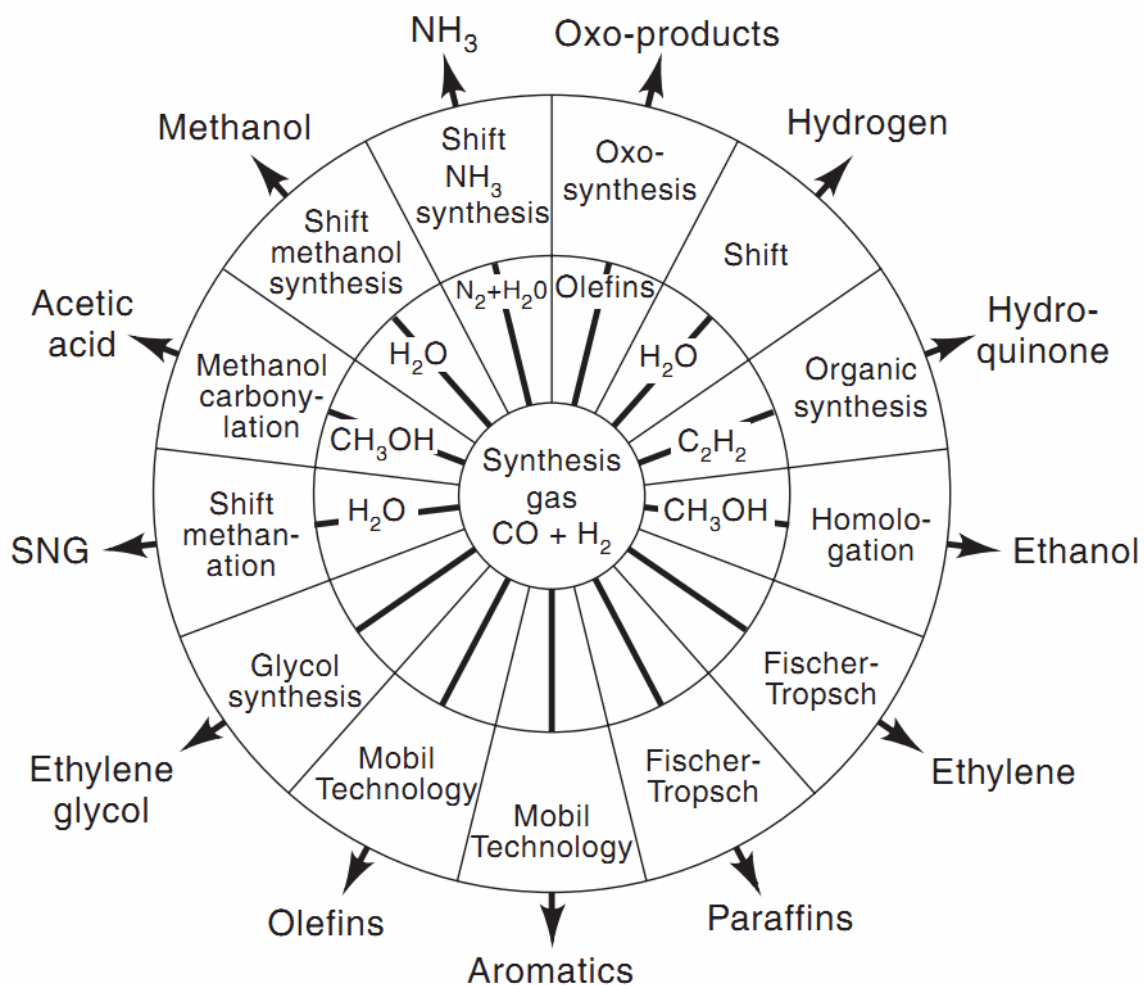 NH₃
Oxo-products
Methanol
Hydrogen
Acetic
acid
Hydro-
quinone
SNG
Ethanol
Ethylene
glycol
Ethylene
Olefins
Paraffins
Aromatics
Shift
NH₃
synthesis
Oxo-
synthesis
Shift
methanol
synthesis
Shift
Methanol
carbony-
lation
Organic
synthesis
Shift
methan-
ation
Homolo-
gation
Glycol
synthesis
Fischer-
Tropsch
Mobil
Technology
Fischer-
Tropsch
Mobil
Technology
N₂+H₂0
Olefins
H₂O
H₂O
CH₃OH
C₂H₂
H₂O
CH₃OH
Synthesis
gas
CO + H₂